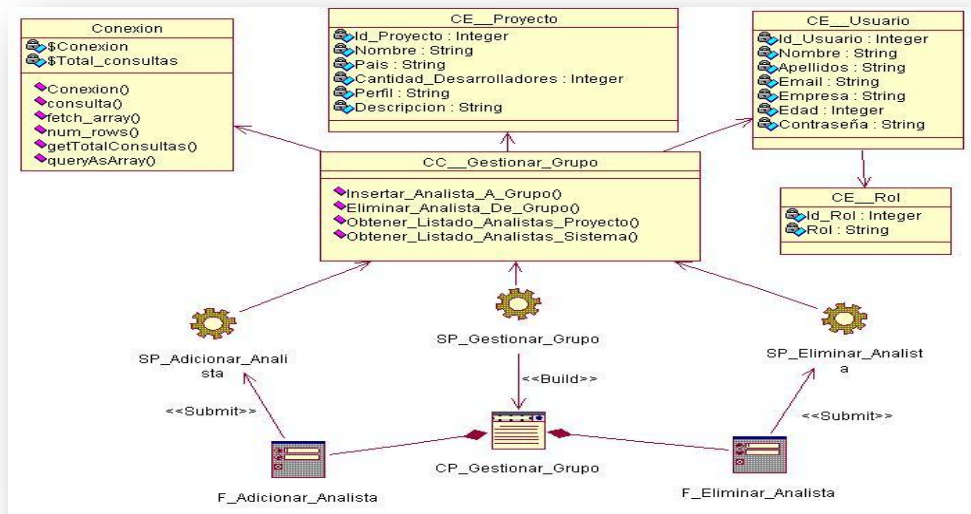 Conexion
$Conexion
$Total_consultas
Conexion()
consulta()
fetch_array()
num_rows()
getTotalConsultas()
queryAsArray()
CE__Proyecto
Id_Proyecto : Integer
Nombre : String
Pais : String
Cantidad_Desarrolladores : Integer
Perfil : String
Descripcion : String
CE__Usuario
Id_Usuario : Integer
Nombre : String
Apellidos : String
Email : String
Empresa : String
Edad : Integer
Contraseña : String
CC__Gestionar_Grupo
Insertar_Analista_A_Grupo()
Eliminar_Analista_De_Grupo()
Obtener_Listado_Analistas_Proyecto()
Obtener_Listado_Analistas_Sistema()
CE__Rol
Id_Rol : Integer
Rol : String
SP_Adicionar_Anali
sta
SP_Gestionar_Grupo
SP_Eliminar_Analist
a
<<Build>>
<<Submit>>
<<Submit>>
F_Adicionar_Analista
CP_Gestionar_Grupo
F_Eliminar_Analista